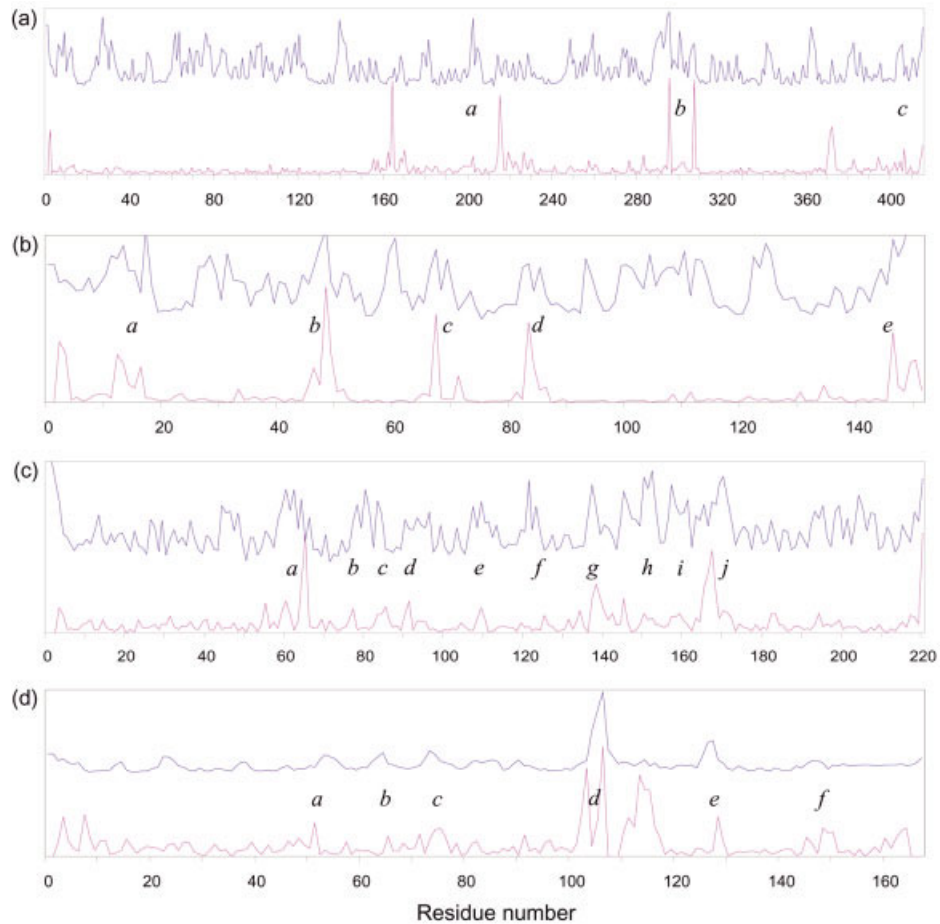 (a)
a b c
0 40 80 120 160 200 240 280 320 360 400
(b)
a b c d e
0 20 40 60 80 100 120 140
(c)
a b c d e f g h i j
0 20 40 60 80 100 120 140 160 180 200 220
(d)
a b c d e f
0 20 40 60 80 100 120 140 160
Residue number